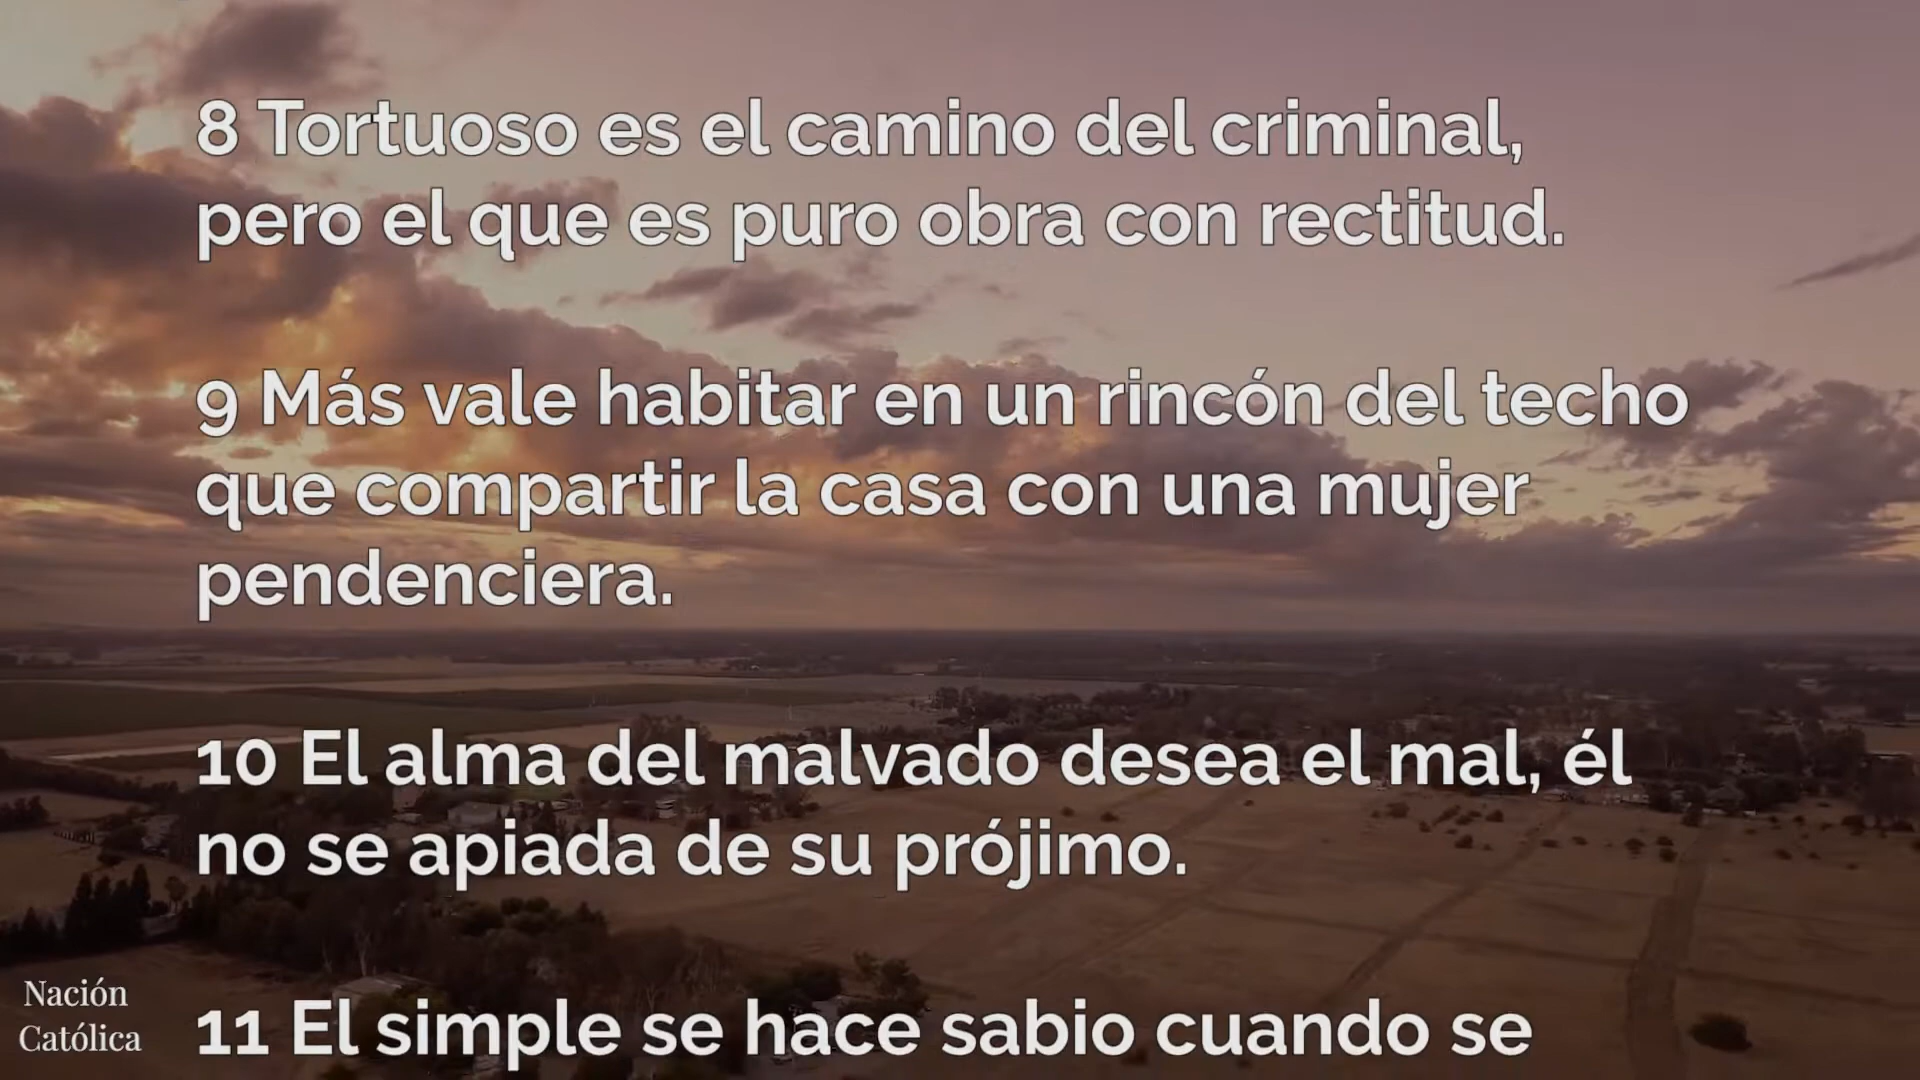 8 Tortuoso es el camino del criminal,
pero el que es puro obra con rectitud.
9 Más vale habitar en un rincón del techo
que compartir la casa con una mujer
pendenciera.
10 El alma del malvado desea el mal, él
no se apiada de su prójimo.
11 El simple se hace sabio cuando se
Nación
Católica